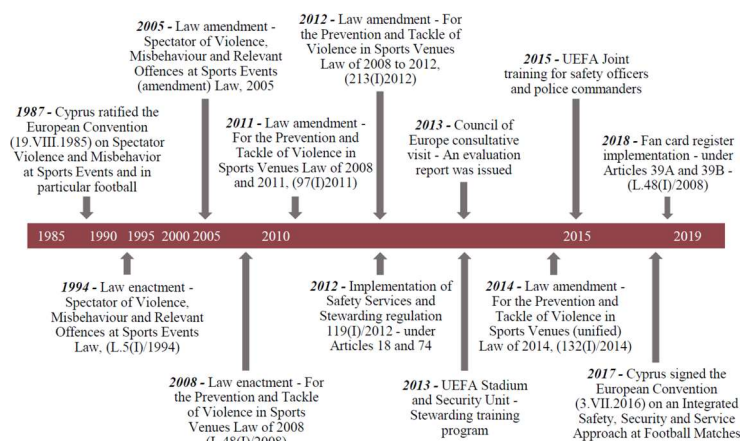 2005 - Law amendment -
Spectator of Violence,
Misbehaviour and Relevant
Offences at Sports Events
(amendment) Law, 2005
2012 - Law amendment - For
the Prevention and Tackle of
Violence in Sports Venues
Law of 2008 to 2012,
(213(I)2012)
2015 - UEFA Joint
training for safety officers
and police commanders
1987 - Cyprus ratified the
European Convention
(19.VIII.1985) on Spectator
Violence and Misbehavior
at Sports Events and in
particular football
2011 - Law amendment -
For the Prevention and
Tackle of Violence in
Sports Venues Law of 2008
and 2011, (97(I)2011)
2013 - Council of
Europe consultative
visit - An evaluation
report was issued
2018 - Fan card register
implementation - under
Articles 39A and 39B -
(L.48(I)/2008)
1985 1990 1995 2000 2005 2010 2015 2019
1994 - Law enactment -
Spectator of Violence,
Misbehaviour and Relevant
Offences at Sports Events
Law, (L.5(I)/1994)
2012 - Implementation of
Safety Services and
Stewarding regulation
119(I)/2012 - under
Articles 18 and 74
2014 - Law amendment -
For the Prevention and
Tackle of Violence in
Sports Venues (unified)
Law of 2014, (132(I)/2014)
2008 - Law enactment - For
the Prevention and Tackle
of Violence in Sports
Venues Law of 2008
(L.48(I)/2008)
2013 - UEFA Stadium
and Security Unit -
Stewarding training
program
2017 - Cyprus signed the
European Convention
(3.VII.2016) on an Integrated
Safety, Security and Service
Approach at Football Matches